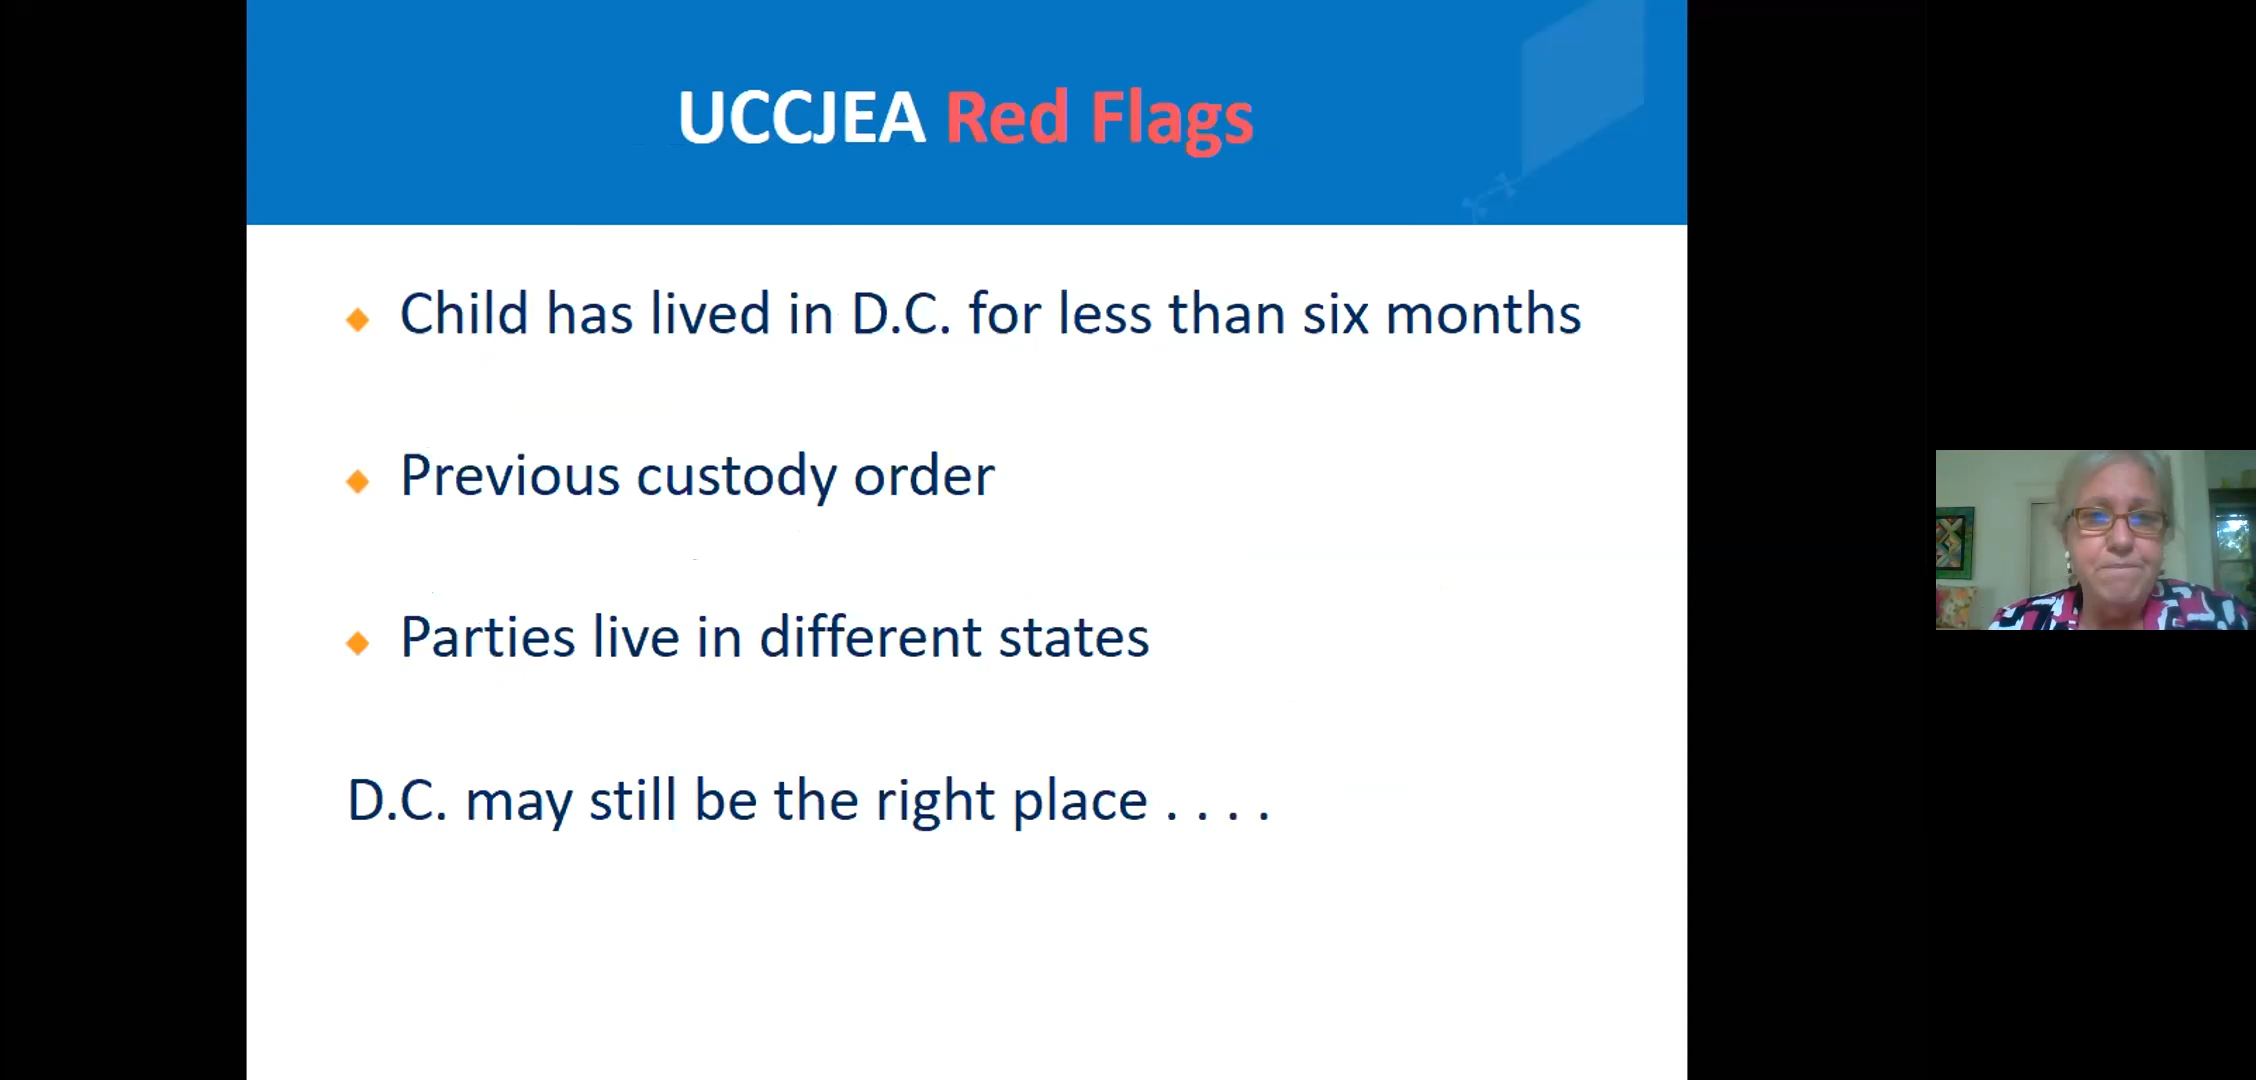 UCCJEA Red Flags
Child has lived in D.C. for less than six months
Previous custody order
Parties live in different states
D.C. may still be the right place . . . .